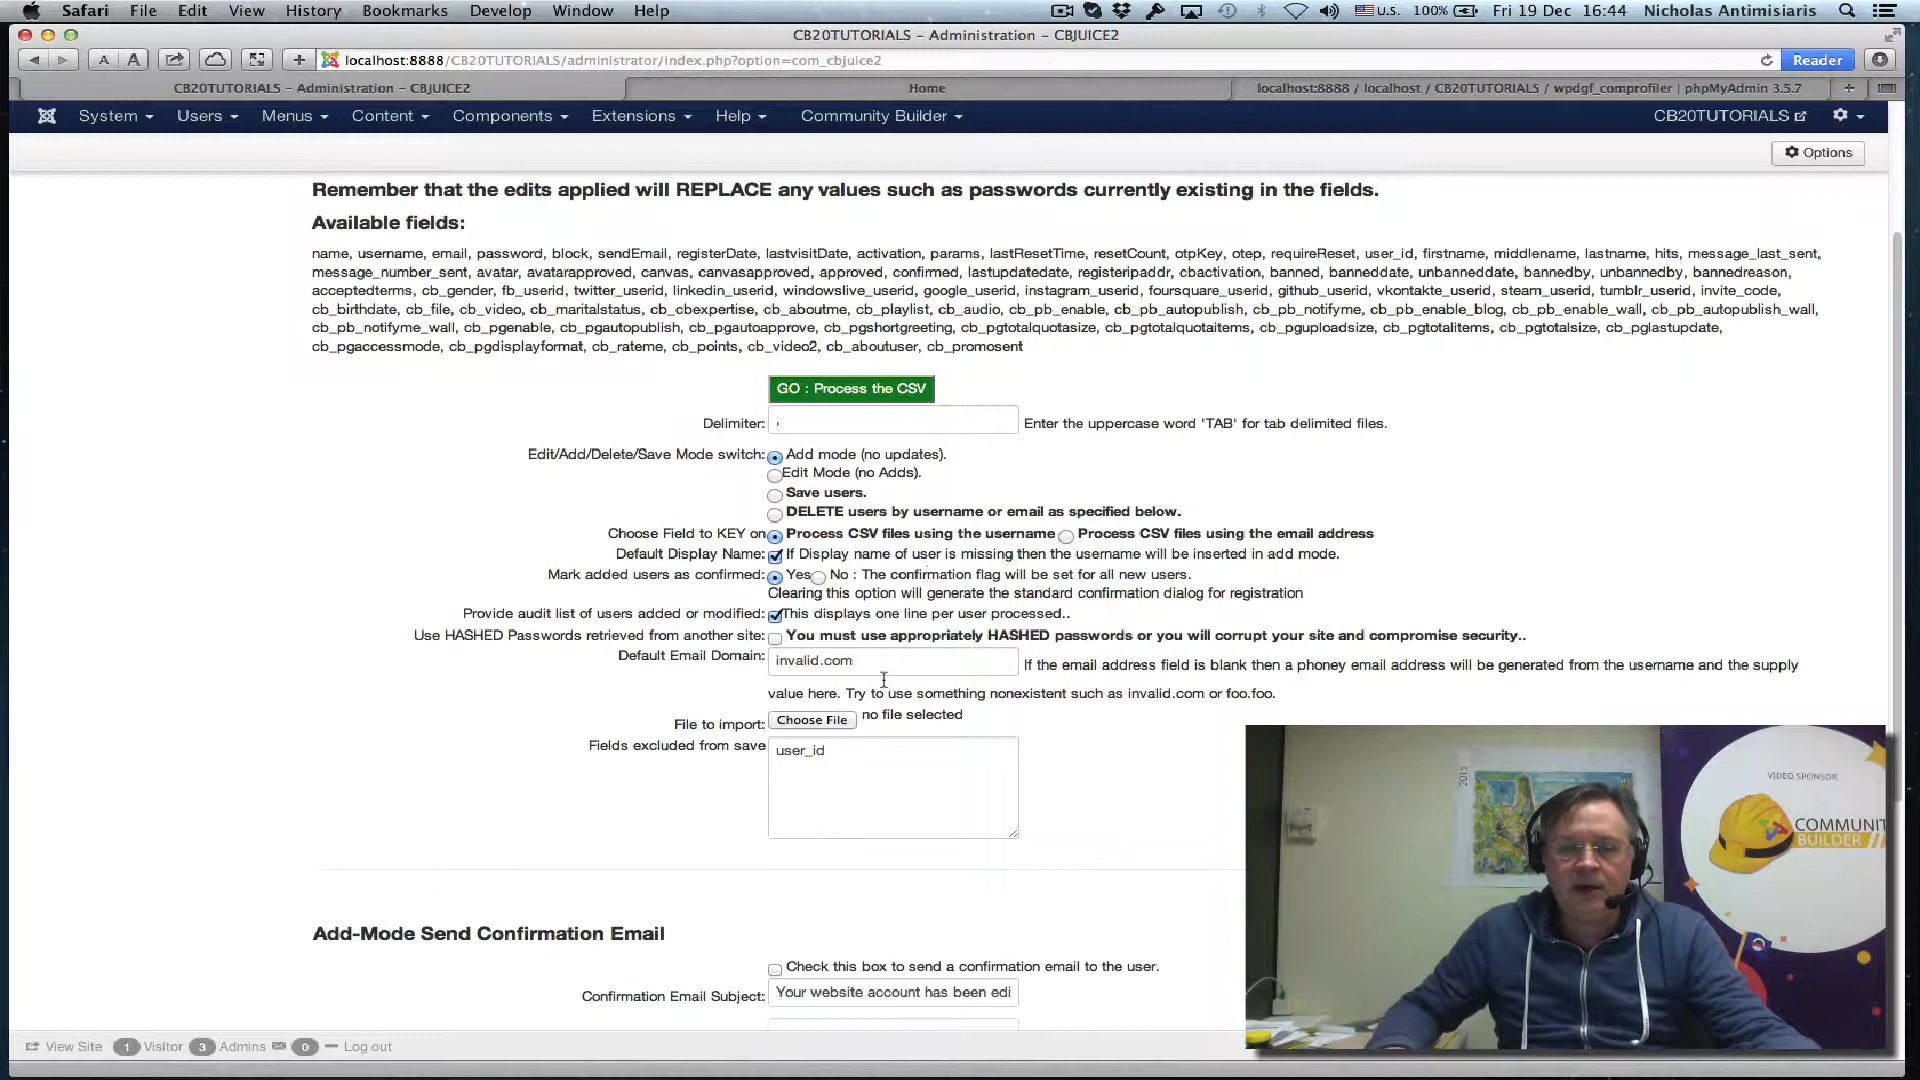 Safari File Edit View History Bookmarks Develop Window Help U.S. 100% Fri 19 Dec 16:44 Nicholas Antimisiaris
CB20TUTORIALS - Administration - CBJUICE2
A A + localhost:8888/CB20TUTORIALS/administrator/index.php?option=com_cbjuice2 Reader
CB20TUTORIALS - Administration - CBJUICE2 Home localhost:8888 / localhost / CB20TUTORIALS / wpdgf_comprofiler | phpMyAdmin 3.5.7 +
System Users Menus Content Components Extensions Help Community Builder CB20TUTORIALS
Options
Remember that the edits applied will REPLACE any values such as passwords currently existing in the fields.
Available fields:
name, username, email, password, block, sendEmail, registerDate, lastvisitDate, activation, params, lastResetTime, resetCount, otpKey, otep, requireReset, user_id, firstname, middlename, lastname, hits, message_last_sent,
message_number_sent, avatar, avatarapproved, canvas, canvasapproved, approved, confirmed, lastupdatedate, registeripaddr, cbactivation, banned, banneddate, unbanneddate, bannedby, unbannedby, bannedreason,
acceptedterms, cb_gender, fb_userid, twitter_userid, linkedin_userid, windowslive_userid, google_userid, instagram_userid, foursquare_userid, github_userid, vkontakte_userid, steam_userid, tumblr_userid, invite_code,
cb_birthdate, cb_file, cb_video, cb_maritalstatus, cb_cbexpertise, cb_aboutme, cb_playlist, cb_audio, cb_pb_enable, cb_pb_autopublish, cb_pb_notifyme, cb_pb_enable_blog, cb_pb_enable_wall, cb_pb_autopublish_wall,
cb_pb_notifyme_wall, cb_pgenable, cb_pgautopublish, cb_pgautoapprove, cb_pgshortgreeting, cb_pgtotalquotasize, cb_pgtotalquotaitems, cb_pguploadsize, cb_pgtotalitems, cb_pgtotalsize, cb_pglastupdate,
cb_pgaccessmode, cb_pgdisplayformat, cb_rateme, cb_points, cb_video2, cb_aboutuser, cb_promosent
GO : Process the CSV
Delimiter: , Enter the uppercase word "TAB" for tab delimited files.
Edit/Add/Delete/Save Mode switch: Add mode (no updates).
Edit Mode (no Adds).
Save users.
DELETE users by username or email as specified below.
Choose Field to KEY on Process CSV files using the username Process CSV files using the email address
Default Display Name: If Display name of user is missing then the username will be inserted in add mode.
Mark added users as confirmed: Yes No : The confirmation flag will be set for all new users.
Clearing this option will generate the standard confirmation dialog for registration
Provide audit list of users added or modified: This displays one line per user processed..
Use HASHED Passwords retrieved from another site: You must use appropriately HASHED passwords or you will corrupt your site and compromise security..
Default Email Domain: invalid.com If the email address field is blank then a phoney email address will be generated from the username and the supply
value here. Try to use something nonexistent such as invalid.com or foo.foo.
File to import: Choose File no file selected
Fields excluded from save user_id
2015
VIDEO SPONSOR
COMMUNIT
BUILDER
Add-Mode Send Confirmation Email
Check this box to send a confirmation email to the user.
Confirmation Email Subject: Your website account has been edi
View Site 1 Visitor 3 Admins 0 Log out